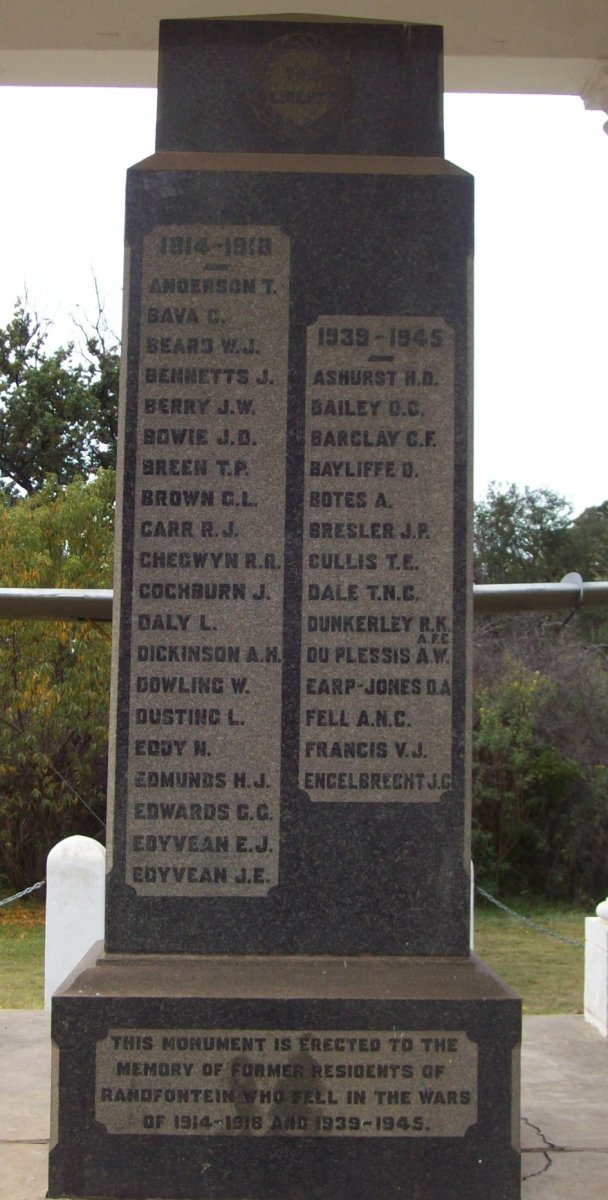 LIBERTY
1914-1918
ANDERSON T.
BAVA C.
BEARD W.J.
BENNETTS J.
BERRY J.W.
BOWIE J.D.
BREEN T.P.
BROWN C.L.
CARR R.J.
CHEGWYN R.R.
COCHBURN J.
DALY L.
DICKINSON A.H.
DOWLING W.
DUSTING L.
EDDY N.
EDMUNDS H.J.
EDWARDS G.G.
EDYVEAN E.J.
EDYVEAN J.E.
1939-1945
ASHURST H.D.
BAILEY D.C.
BARCLAY C.F.
BAYLIFFE D.
BOTES A.
BRESLER J.P.
CULLIS T.E.
DALE T.N.C.
DUNKERLEY R.K.
A.F.C.
DU PLESSIS A.W.
EARP-JONES D.A
FELL A.N.C.
FRANCIS V.J.
ENGELBRECHT J.C
THIS MONUMENT IS ERECTED TO THE
MEMORY OF FORMER RESIDENTS OF
RANDFONTEIN WHO FELL IN THE WARS
OF 1914-1918 AND 1939-1945.